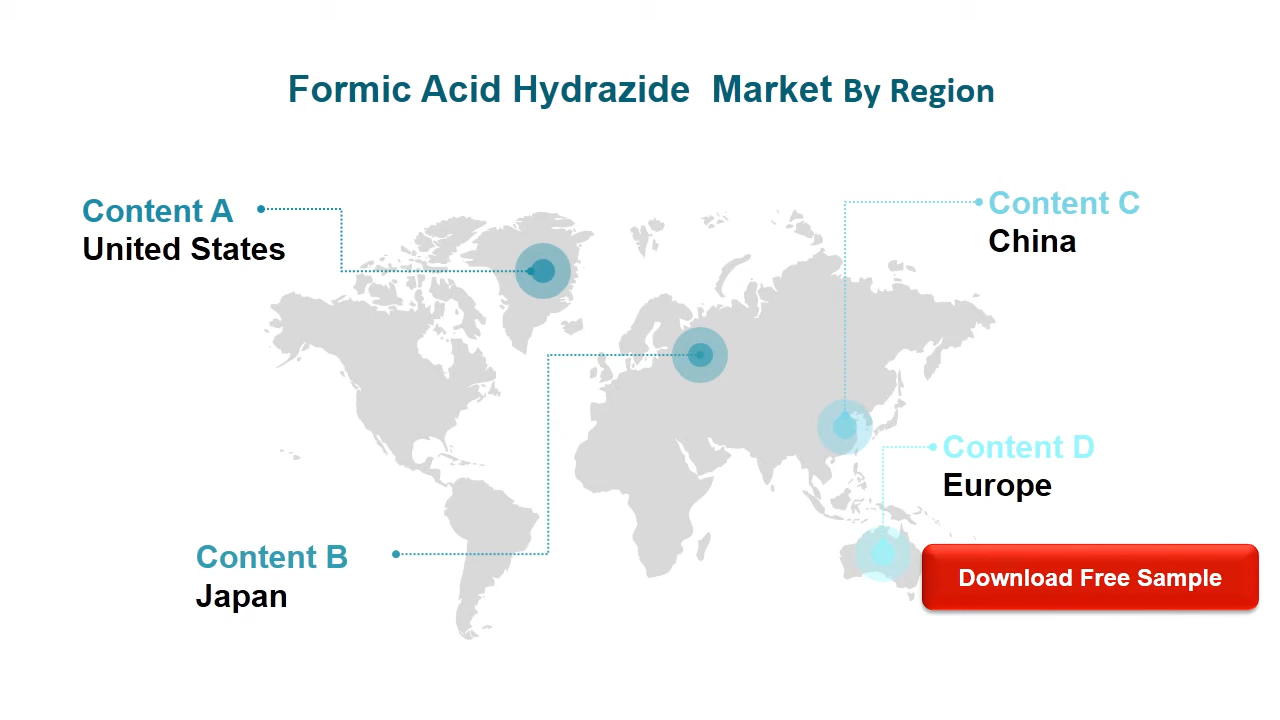 Formic Acid Hydrazide  Market By Region
Content A
United States
Content C
China
Content D
Europe
Content B
Japan
Download Free Sample